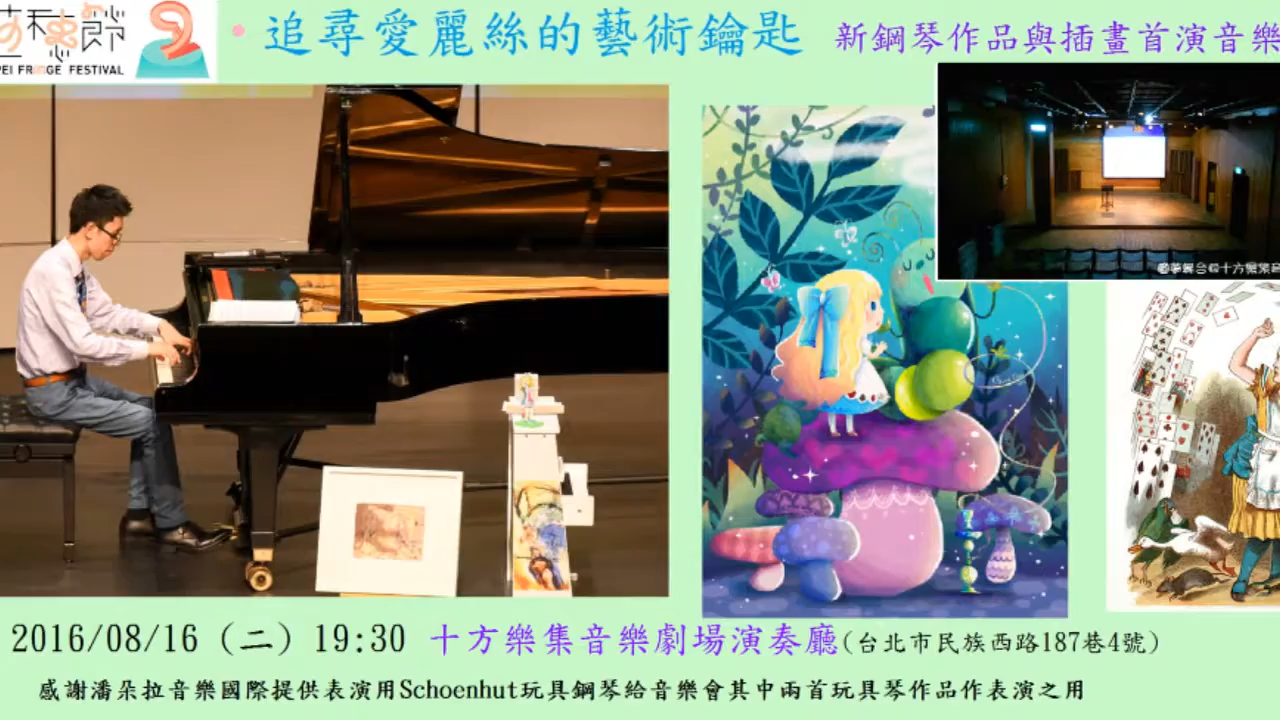 追尋愛麗絲的藝術鑰匙
新鋼琴作品與插畫首演音樂
FRINGE FESTIVAL
2016/08/16 (二) 19:30 十方樂集音樂劇場演奏廳(台北市民族西路187巷4號)
感謝潘朵拉音樂國際提供表演用Schoenhut玩具鋼琴給音樂會其中兩首玩具琴作品作表演之用